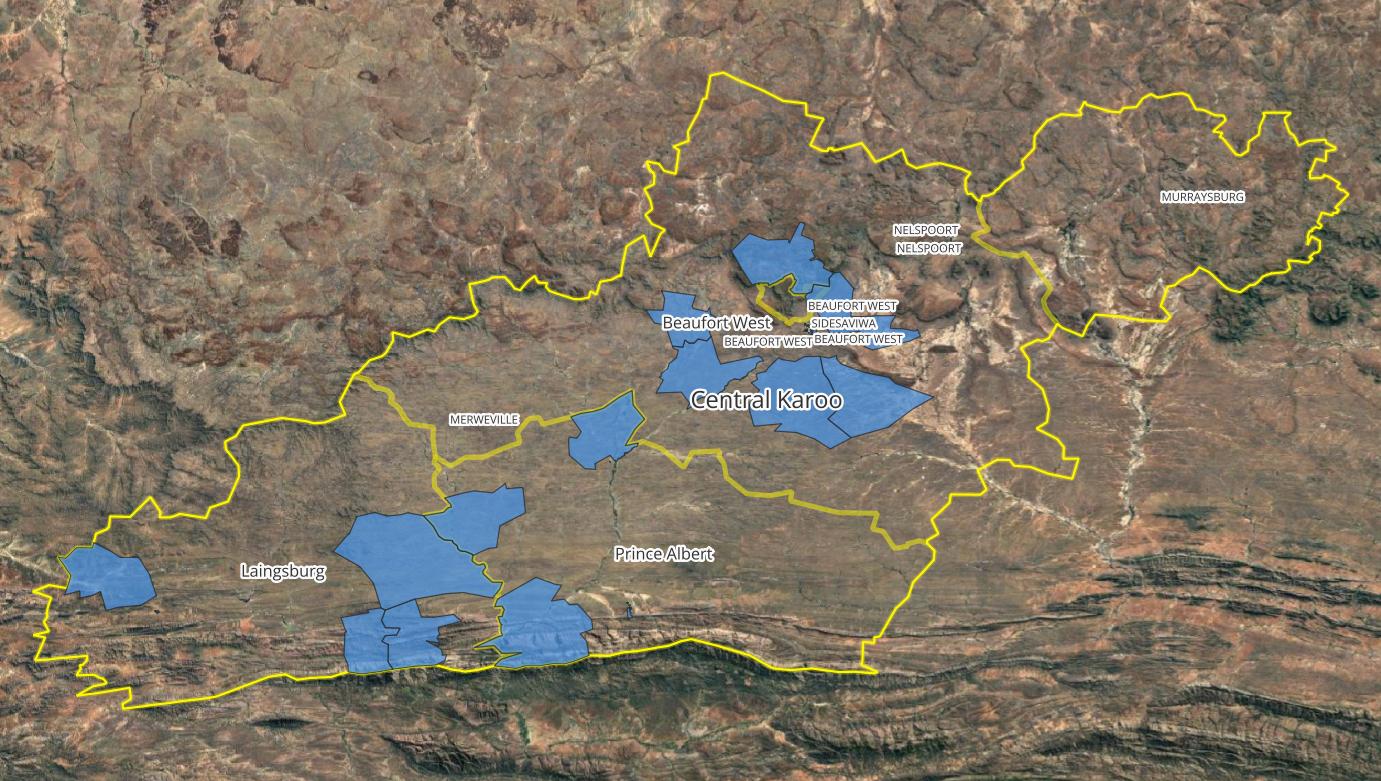 MURRAYSBURG
NELSPOORT
NELSPOORT
BEAUFORT WEST
Beaufort West
SIDESAVIWA
BEAUFORT WEST
BEAUFORT WEST
Central Karoo
MERWEVILLE
Prince Albert
Laingsburg